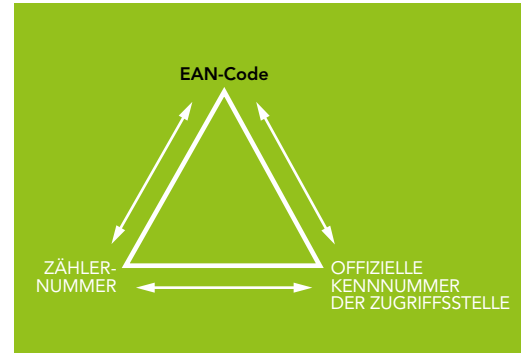 EAN-Code
ZÄHLER-
NUMMER
OFFIZIELLE
KENNNUMMER
DER ZUGRIFFSSTELLE